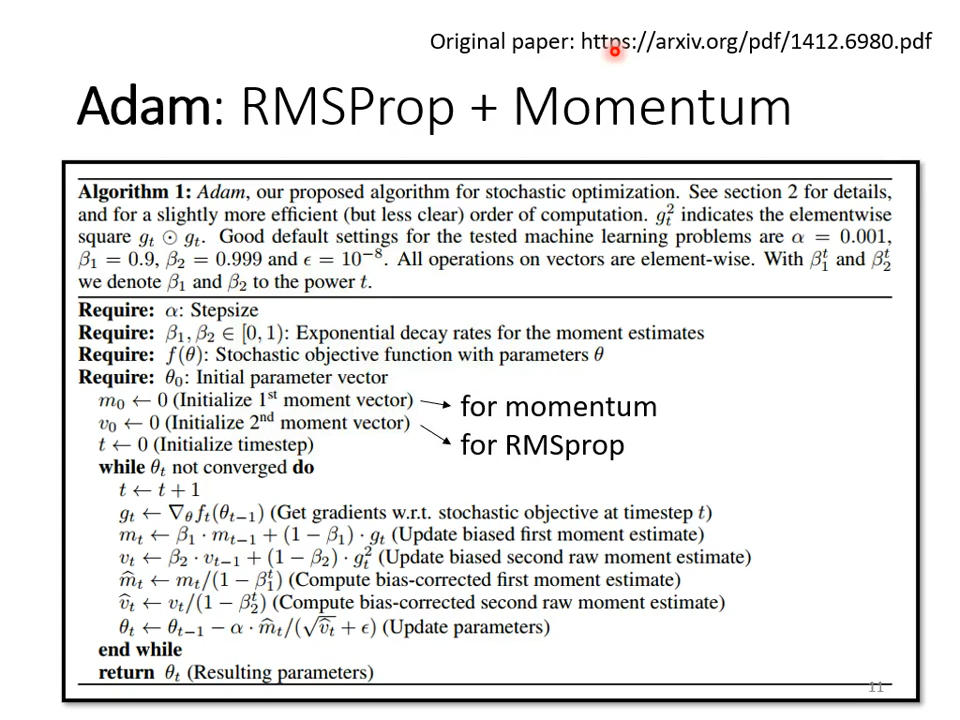 Original paper: https://arxiv.org/pdf/1412.6980.pdf
Adam: RMSProp + Momentum
Algorithm 1: Adam, our proposed algorithm for stochastic optimization. See section 2 for details,
and for a slightly more efficient (but less clear) order of computation. g_t^2 indicates the elementwise
square g_t ⊙ g_t. Good default settings for the tested machine learning problems are α = 0.001,
β_1 = 0.9, β_2 = 0.999 and ϵ = 10^{-8}. All operations on vectors are element-wise. With β_1^t and β_2^t
we denote β_1 and β_2 to the power t.
Require: α: Stepsize
Require: β_1, β_2 ∈ [0, 1): Exponential decay rates for the moment estimates
Require: f(θ): Stochastic objective function with parameters θ
Require: θ_0: Initial parameter vector
m_0 ← 0 (Initialize 1^st moment vector)
for momentum
v_0 ← 0 (Initialize 2^nd moment vector)
for RMSprop
t ← 0 (Initialize timestep)
while θ_t not converged do
t ← t + 1
g_t ← ∇_θ f_t(θ_{t−1}) (Get gradients w.r.t. stochastic objective at timestep t)
m_t ← β_1 · m_{t−1} + (1 − β_1) · g_t (Update biased first moment estimate)
v_t ← β_2 · v_{t−1} + (1 − β_2) · g_t^2 (Update biased second raw moment estimate)
m̂_t ← m_t/(1 − β_1^t) (Compute bias-corrected first moment estimate)
v̂_t ← v_t/(1 − β_2^t) (Compute bias-corrected second raw moment estimate)
θ_t ← θ_{t−1} − α · m̂_t/(√v̂_t + ϵ) (Update parameters)
end while
return θ_t (Resulting parameters)
11